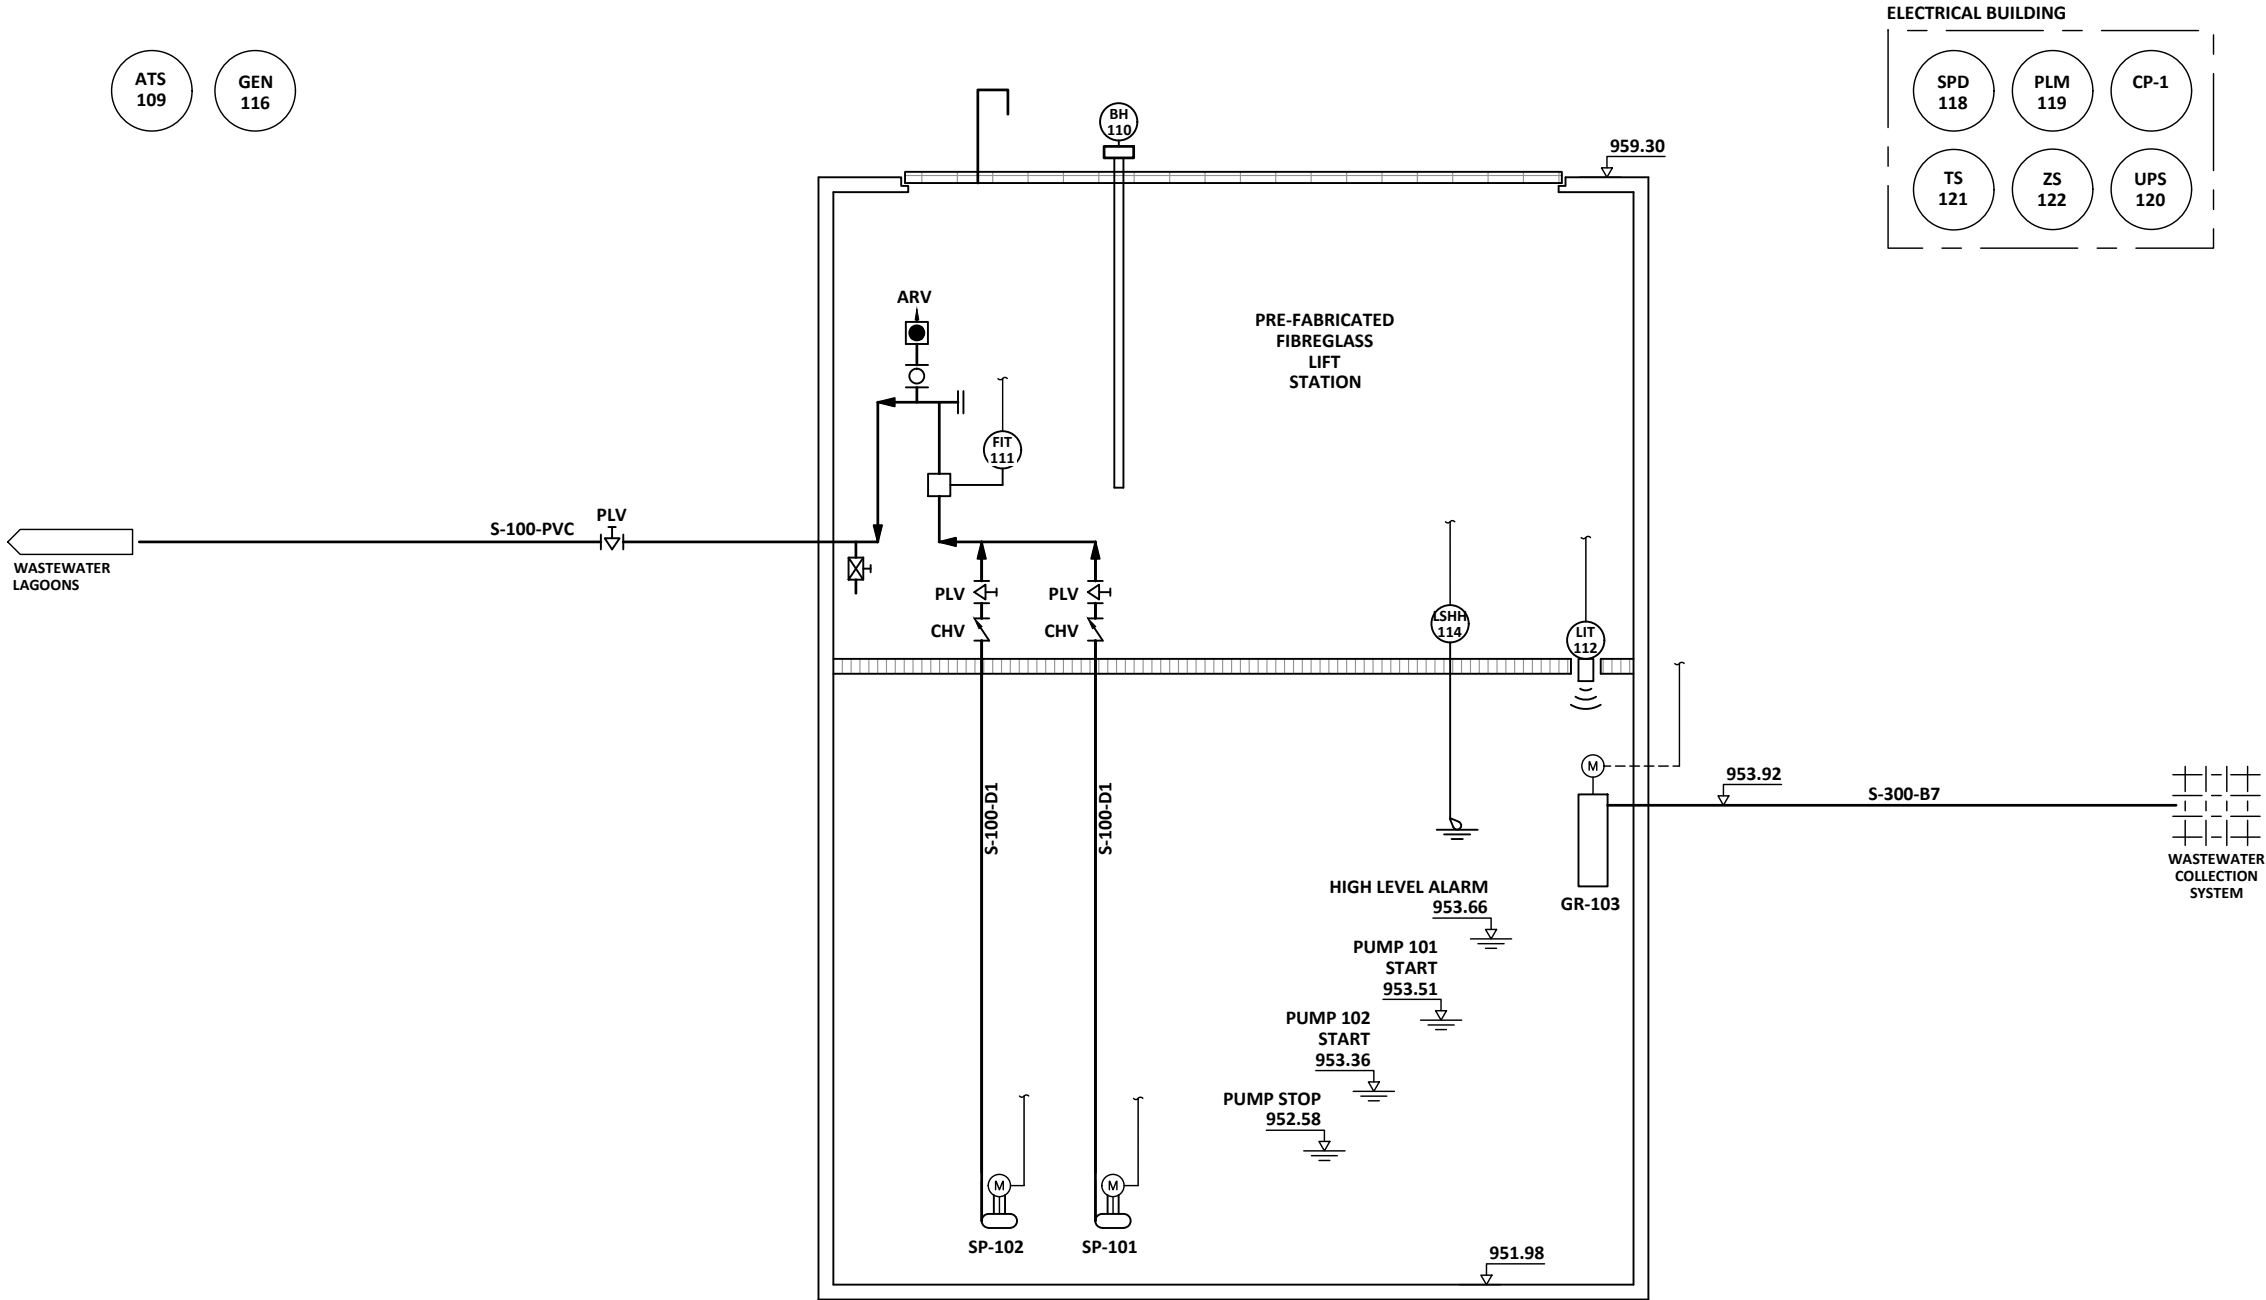 ELECTRICAL BUILDING
ATS
109
GEN
116
SPD
118
PLM
119
CP-1
TS
121
ZS
122
UPS
120
BH
110
959.30
ARV
PRE-FABRICATED
FIBREGLASS
LIFT
STATION
FIT
111
S-100-PVC
PLV
WASTEWATER
LAGOONS
PLV
PLV
CHV
CHV
LSHH
114
LIT
112
M
953.92
S-300-B7
S-100-D1
S-100-D1
WASTEWATER
COLLECTION
SYSTEM
GR-103
HIGH LEVEL ALARM
953.66
PUMP 101
START
953.51
PUMP 102
START
953.36
PUMP STOP
952.58
M
M
SP-102
SP-101
951.98